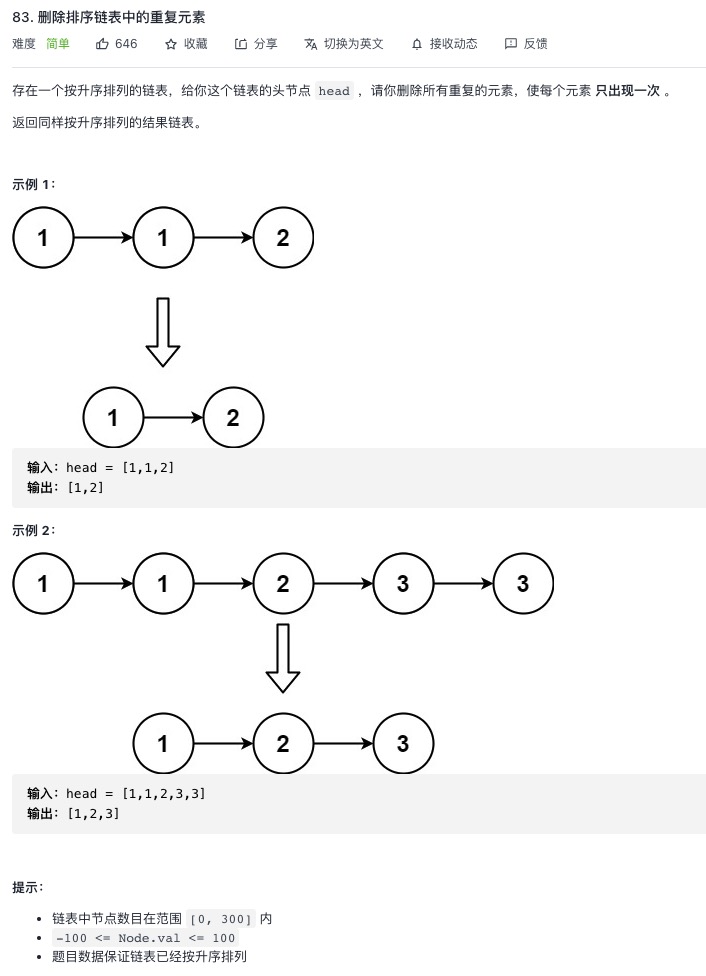 83. 删除排序链表中的重复元素
难度 简单 646 收藏 分享 切换为英文 接收动态 反馈
存在一个按升序排列的链表，给你这个链表的头节点 head ，请你删除所有重复的元素，使每个元素 只出现一次 。
返回同样按升序排列的结果链表。
示例 1：
1 1 2
1 2
输入：head = [1,1,2]
输出：[1,2]
示例 2：
1 1 2 3 3
1 2 3
输入：head = [1,1,2,3,3]
输出：[1,2,3]
提示：
• 链表中节点数目在范围 [0, 300] 内
• -100 <= Node.val <= 100
• 题目数据保证链表已经按升序排列